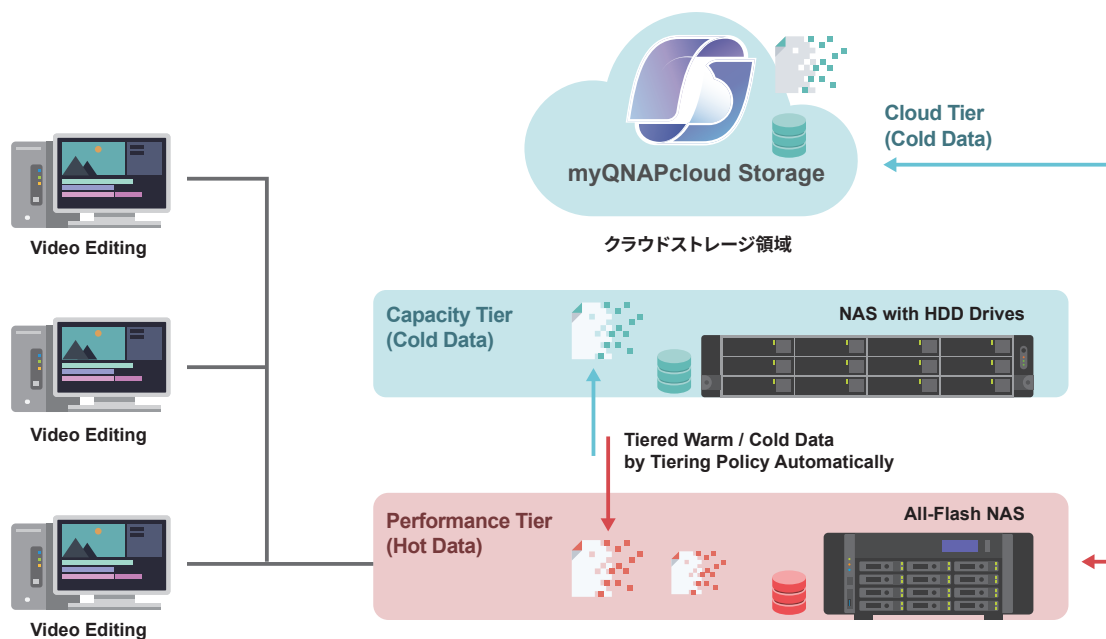 myQNAPcloud Storage
Cloud Tier
(Cold Data)
クラウドストレージ領域
Video Editing
Capacity Tier
(Cold Data)
NAS with HDD Drives
Video Editing
Tiered Warm / Cold Data
by Tiering Policy Automatically
Performance Tier
(Hot Data)
All-Flash NAS
Video Editing